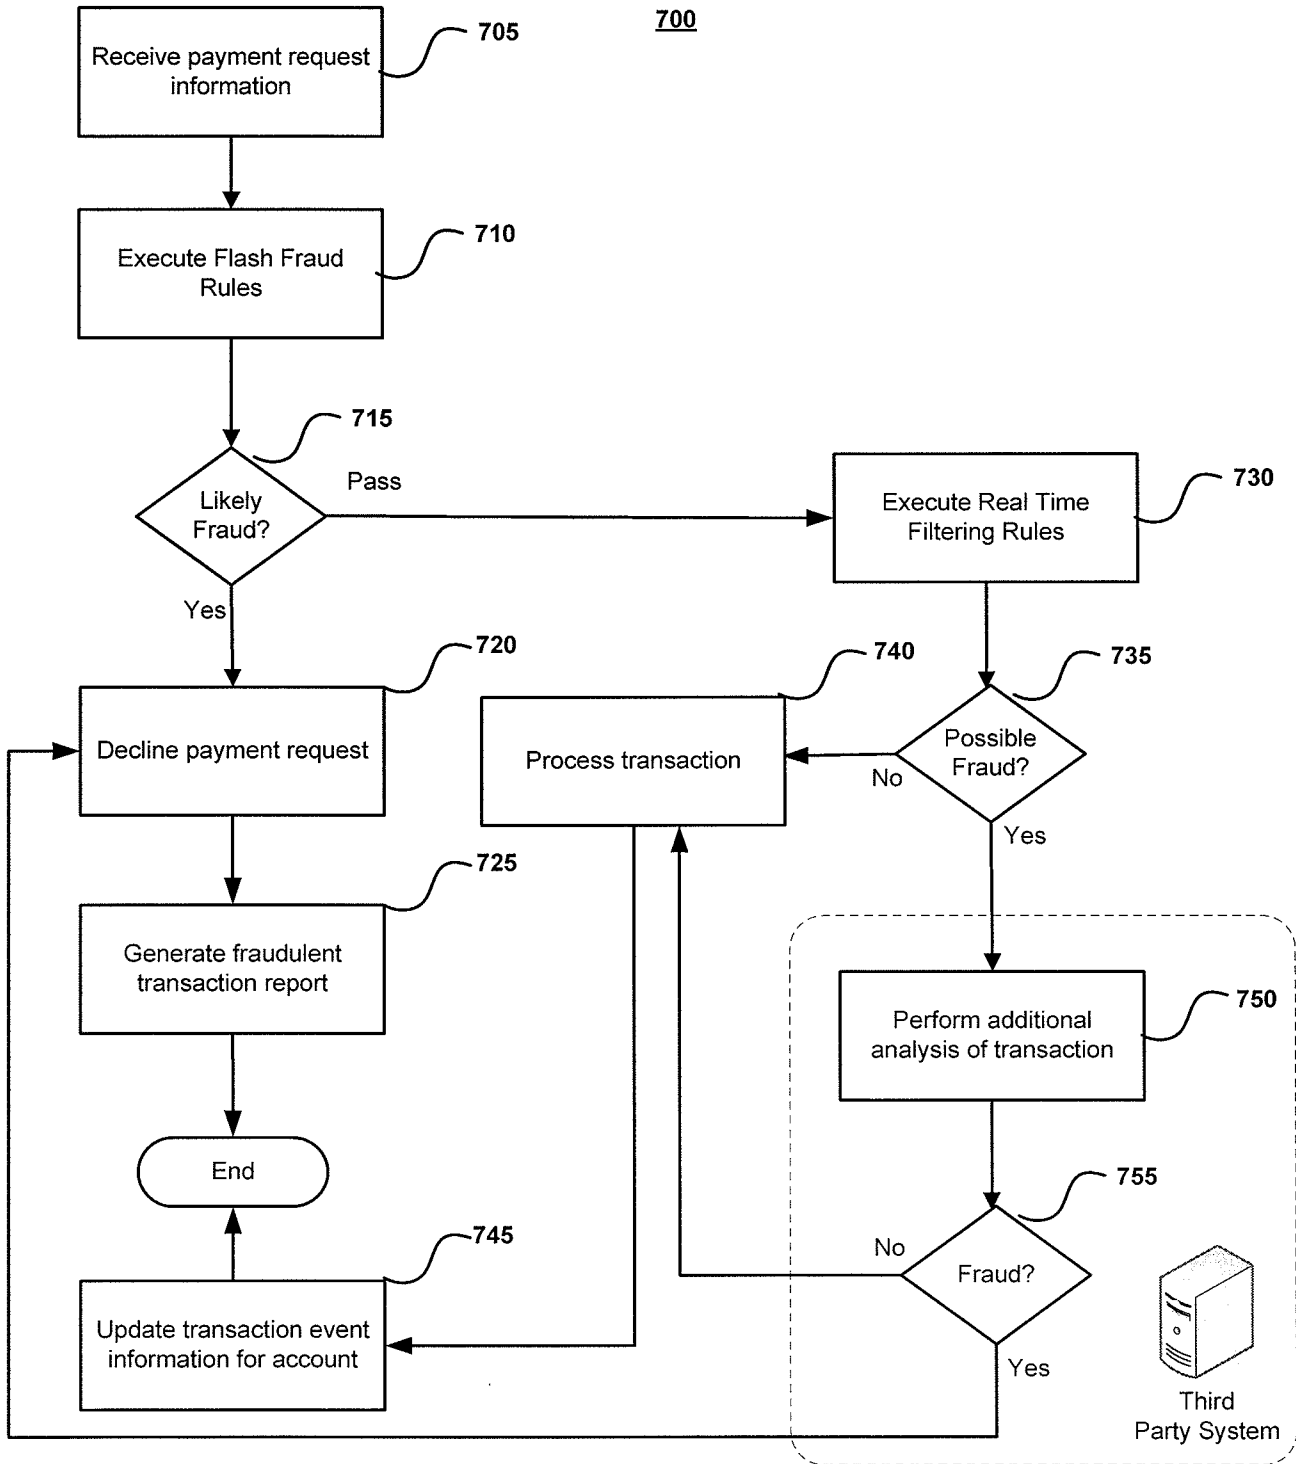 700
705
Receive payment request
information
710
Execute Flash Fraud
Rules
715
Likely
Fraud?
Pass
Yes
730
Execute Real Time
Filtering Rules
720
Decline payment request
740
Process transaction
735
Possible
Fraud?
No
Yes
725
Generate fraudulent
transaction report
750
Perform additional
analysis of transaction
End
755
Fraud?
No
Yes
745
Update transaction event
information for account
Third
Party System